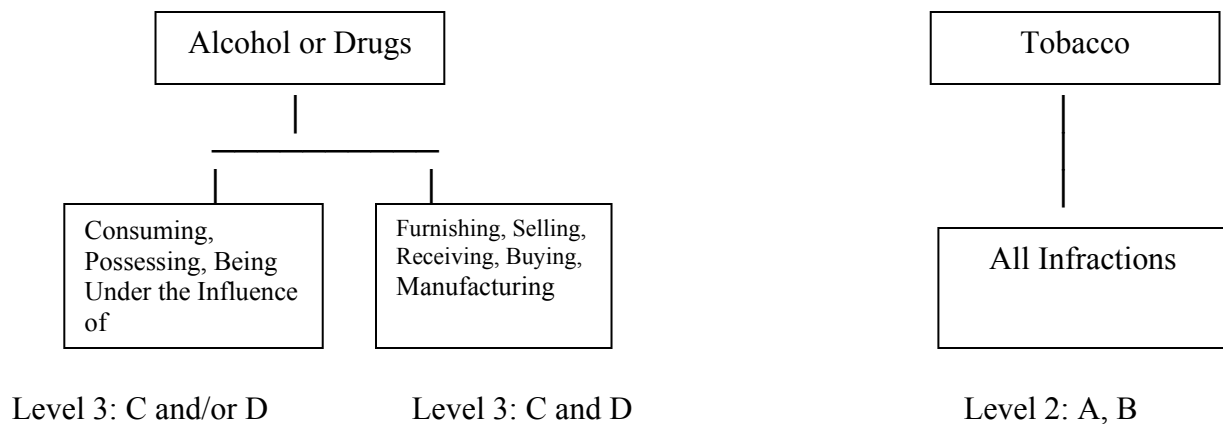 Alcohol or Drugs
Tobacco
Consuming,
Possessing, Being
Under the Influence
of
Furnishing, Selling,
Receiving, Buying,
Manufacturing
All Infractions
Level 3: C and/or D
Level 3: C and D
Level 2: A, B